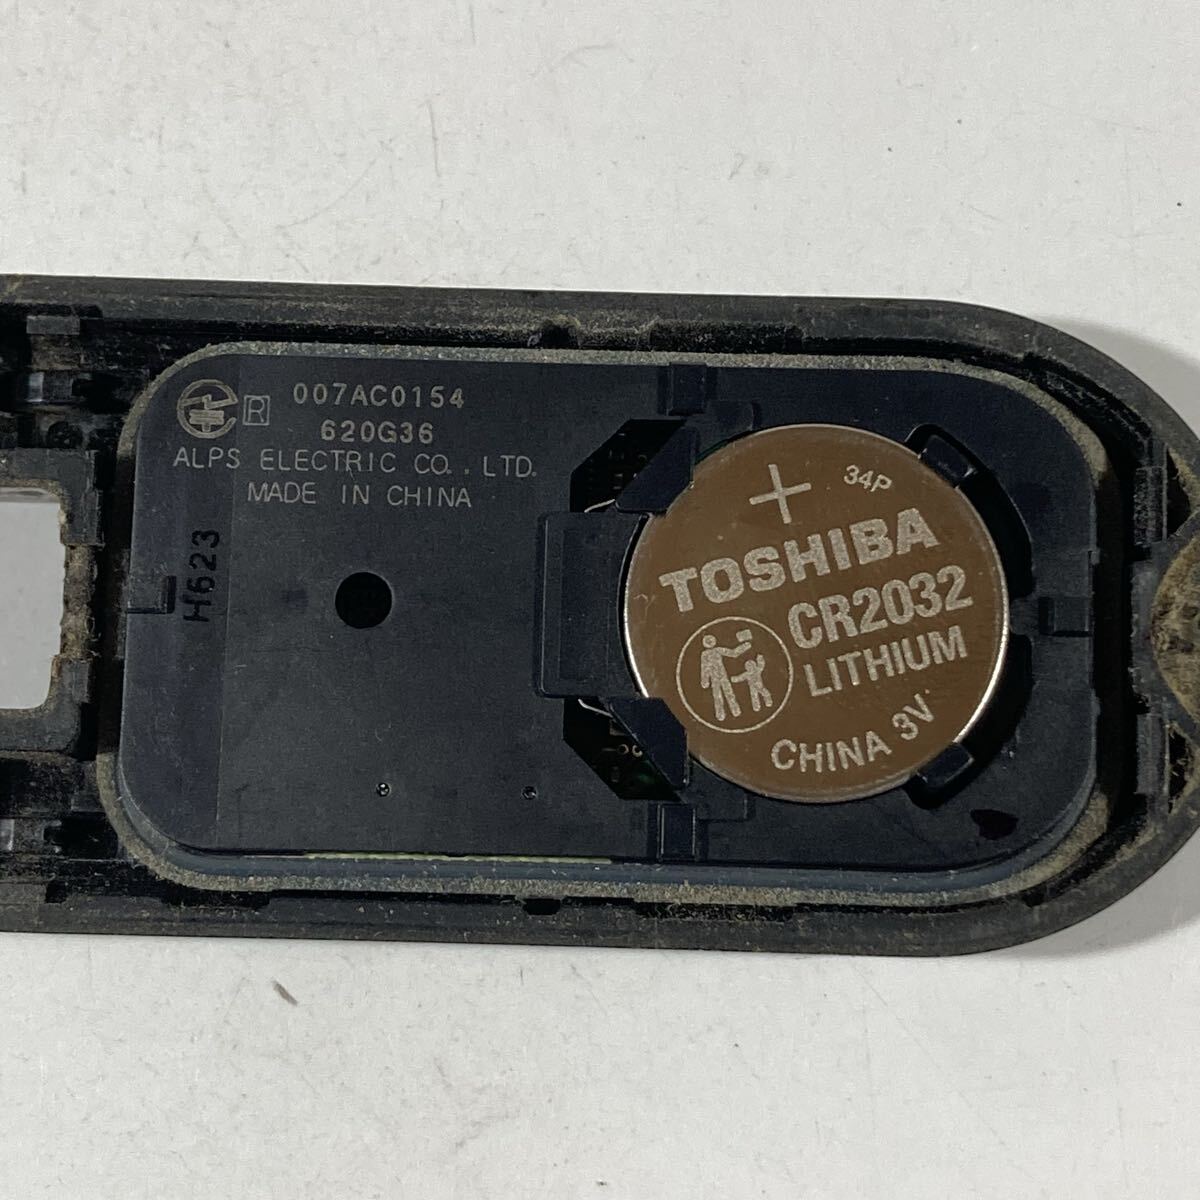 R 007AC0154
620G36
ALPS ELECTRIC CO.,LTD.
MADE IN CHINA
H623
+ 34P
TOSHIBA
CR2032
LITHIUM
CHINA 3V